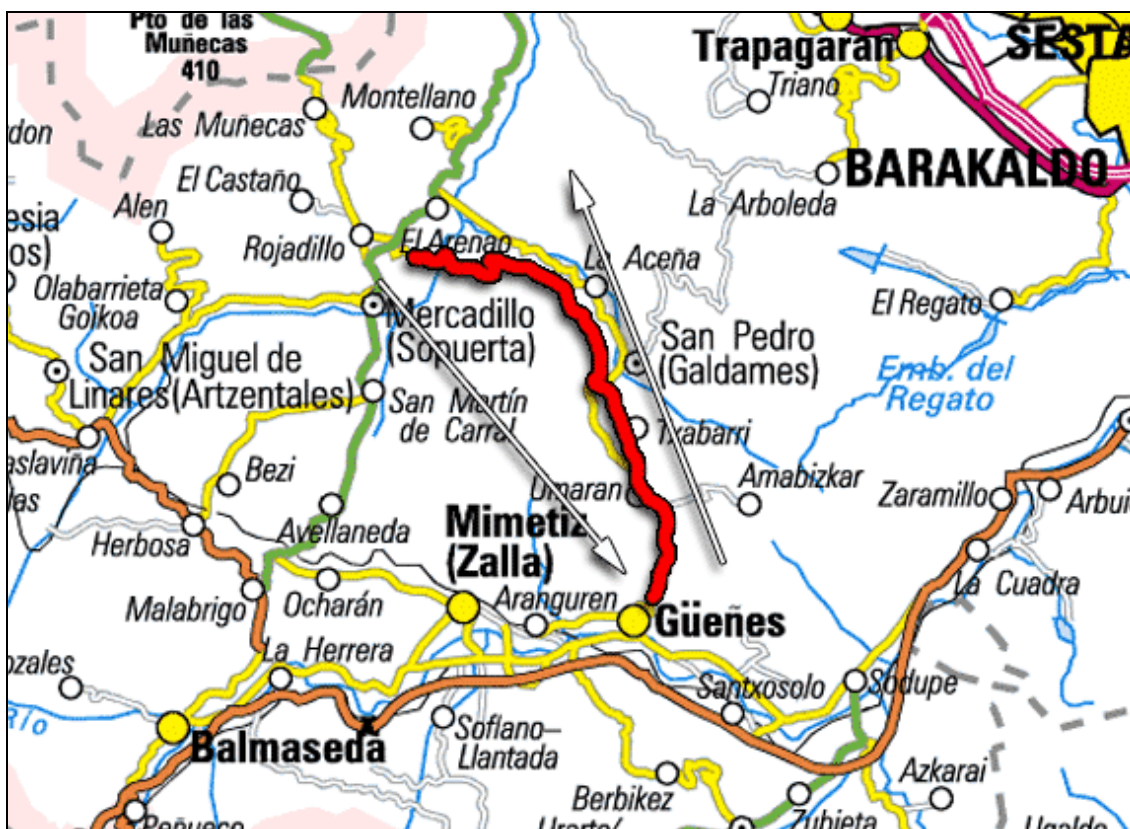 Pto de las
Muñecas
410
Trapagaran
Triano
Montellano
Las Muñecas
BARAKALDO
El Castaño
La Arboleda
Alen
Rojadillo
El Arenao
La Aceña
Olabarrieta
Goikoa
El Regato
Mercadillo
(Sopuerta)
San Pedro
(Galdames)
San Miguel de
Linares(Artzentales)
Emb. del
Regato
San Martín
de Carral
Txabarri
Bezi
Umaran
Amabizkar
Zaramillo
Herbosa
Avellaneda
Mimetiz
(Zalla)
Malabrigo
Ocharán
Aranguren
Güeñes
La Cuadra
La Herrera
Santxosolo
Sodupe
Balmaseda
Sollano–
Llantada
Azkarai
Berbikez
Zubieta